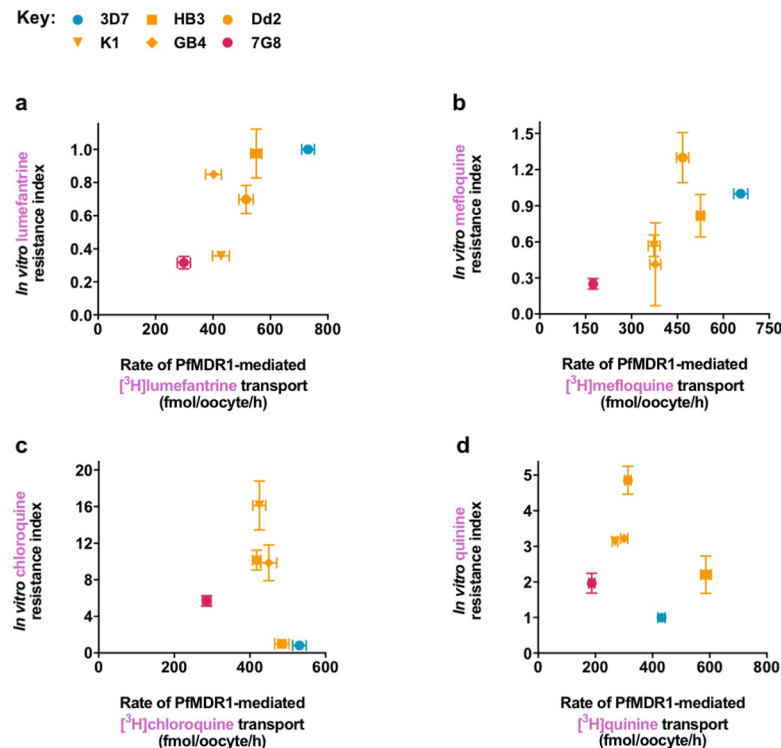 Key: 3D7 HB3 Dd2
K1 GB4 7G8
a
In vitro lumefantrine
resistance index
1.0
0.8
0.6
0.4
0.2
0.0
0 200 400 600 800
Rate of PfMDR1-mediated
[³H]lumefantrine transport
(fmol/oocyte/h)
b
In vitro mefloquine
resistance index
1.5
1.2
0.9
0.6
0.3
0.0
0 150 300 450 600 750
Rate of PfMDR1-mediated
[³H]mefloquine transport
(fmol/oocyte/h)
c
In vitro chloroquine
resistance index
20
16
12
8
4
0
0 200 400 600
Rate of PfMDR1-mediated
[³H]chloroquine transport
(fmol/oocyte/h)
d
In vitro quinine
resistance index
5
4
3
2
1
0
0 200 400 600 800
Rate of PfMDR1-mediated
[³H]quinine transport
(fmol/oocyte/h)